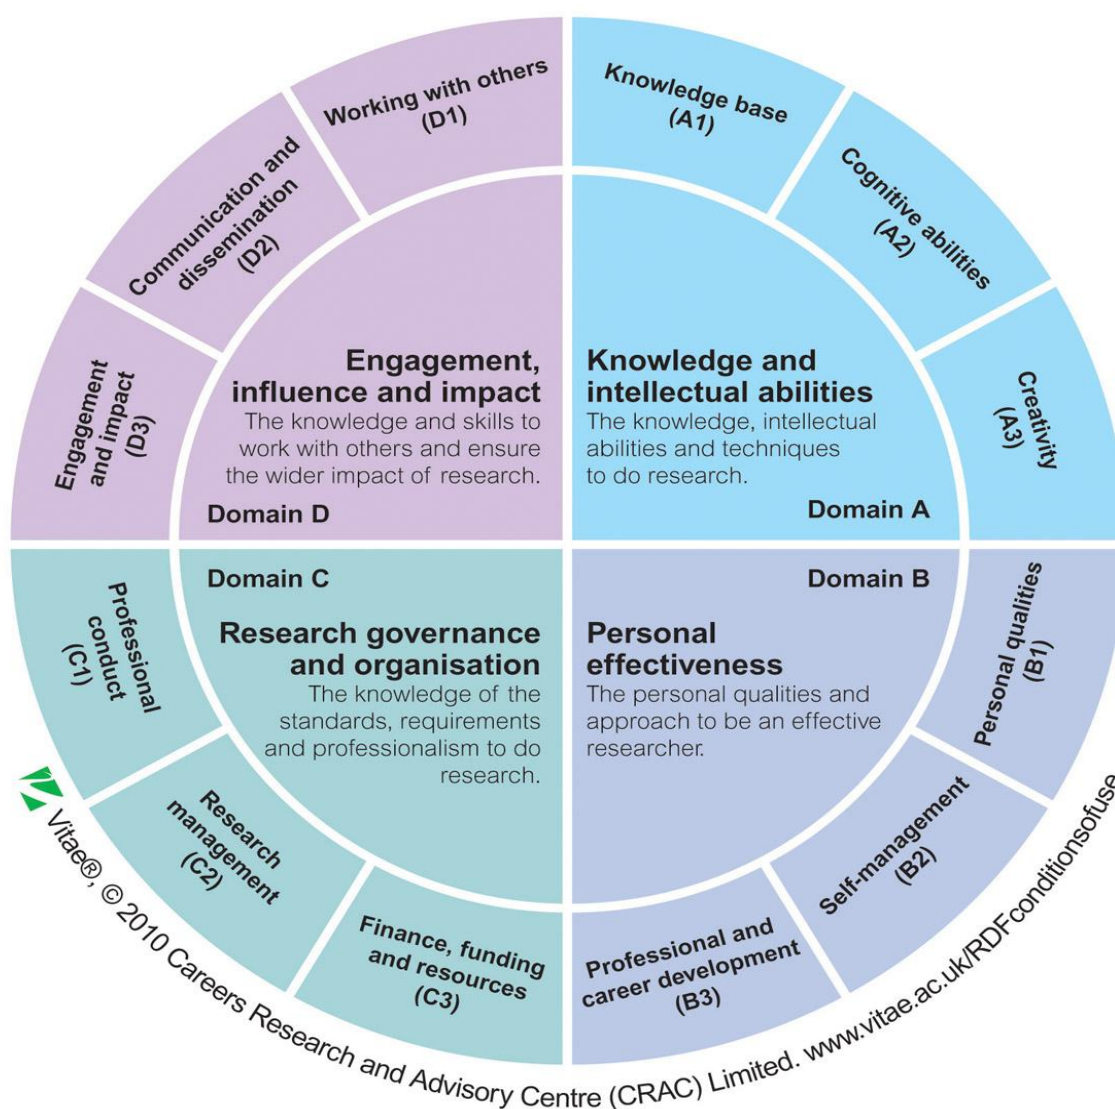 Working with others
(D1)
Knowledge base
(A1)
Communication and
dissemination
(D2)
Cognitive abilities
(A2)
Engagement
and impact
(D3)
Creativity
(A3)
Engagement,
influence and impact
The knowledge and skills to
work with others and ensure
the wider impact of research.
Domain D
Knowledge and
intellectual abilities
The knowledge, intellectual
abilities and techniques
to do research.
Domain A
Domain C
Research governance
and organisation
The knowledge of the
standards, requirements
and professionalism to do
research.
Domain B
Personal
effectiveness
The personal qualities and
approach to be an effective
researcher.
Professional
conduct
(C1)
Personal qualities
(B1)
Research
management
(C2)
Self-management
(B2)
Finance, funding
and resources
(C3)
Professional and
career development
(B3)
Vitae®, © 2010 Careers Research and Advisory Centre (CRAC) Limited. www.vitae.ac.uk/RDFconditionsofuse